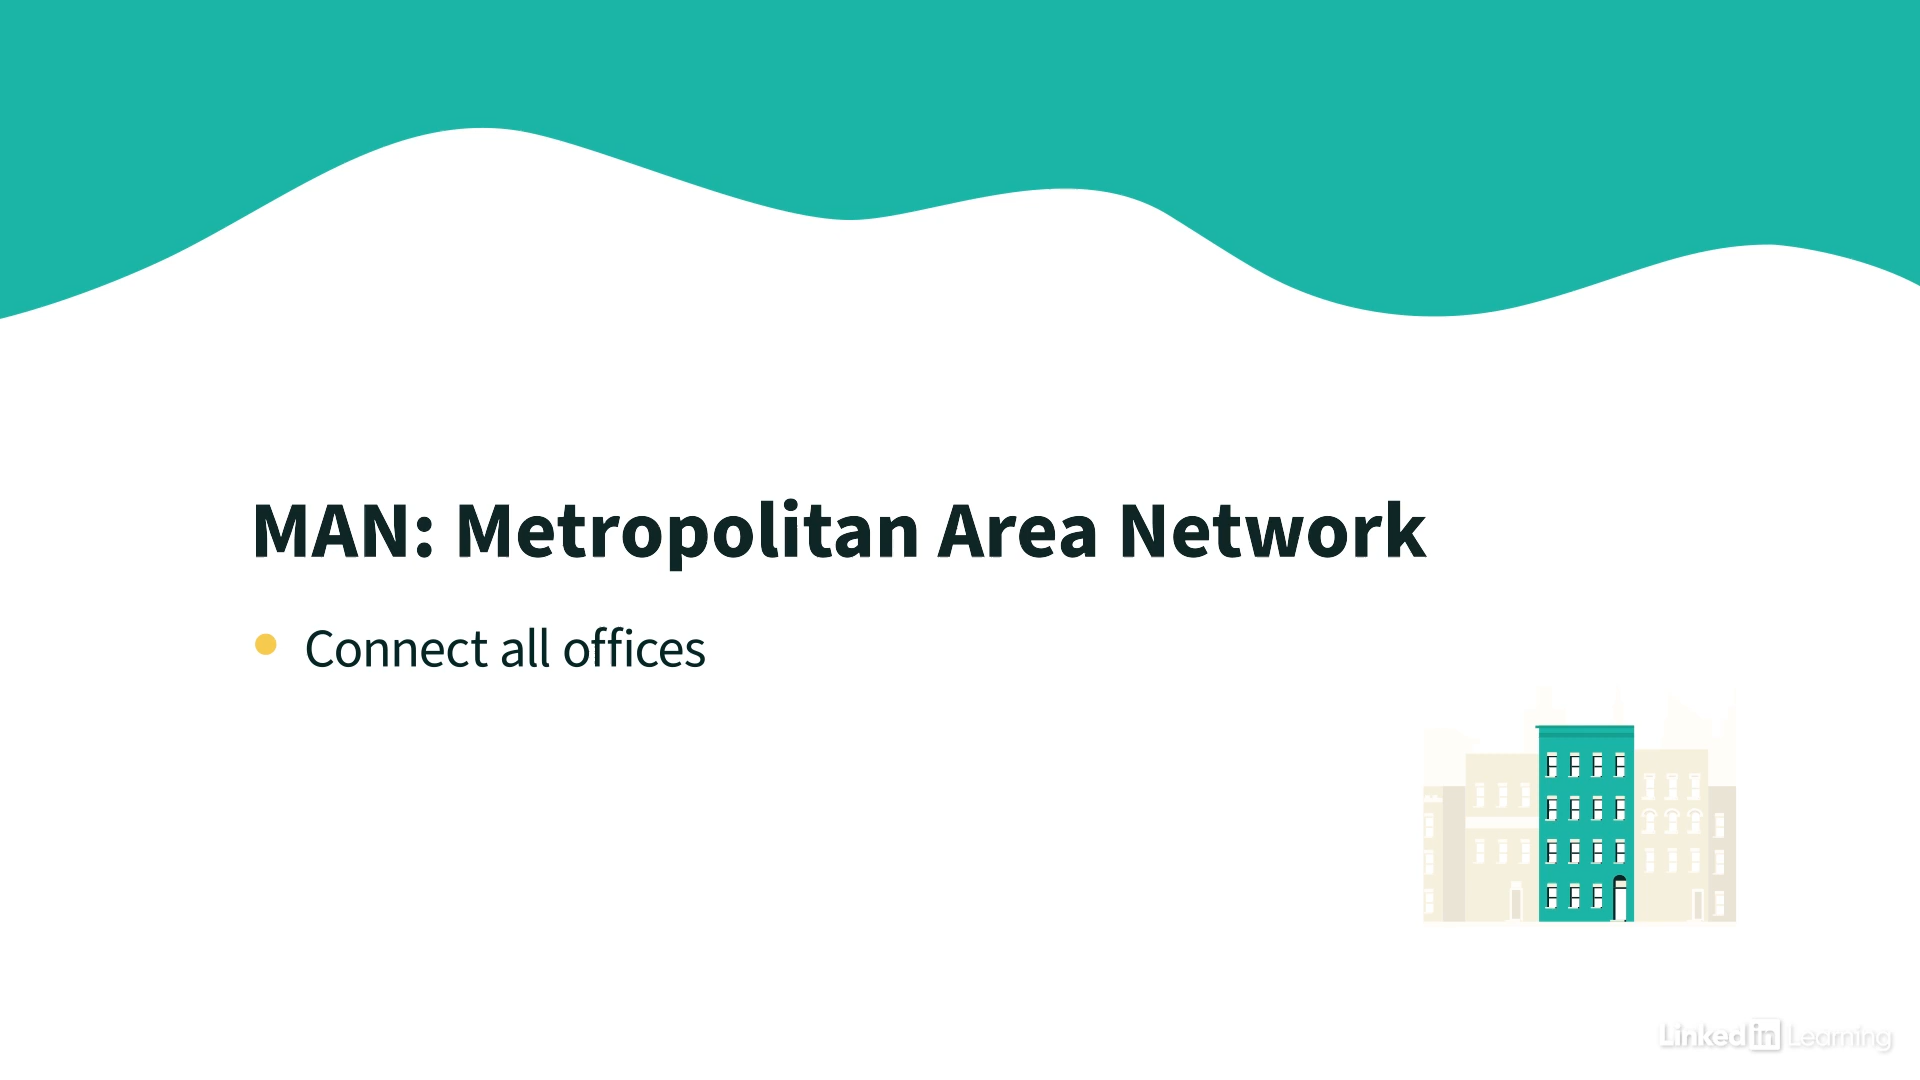 MAN: Metropolitan Area Network
Connect all offices
Linked in Learning